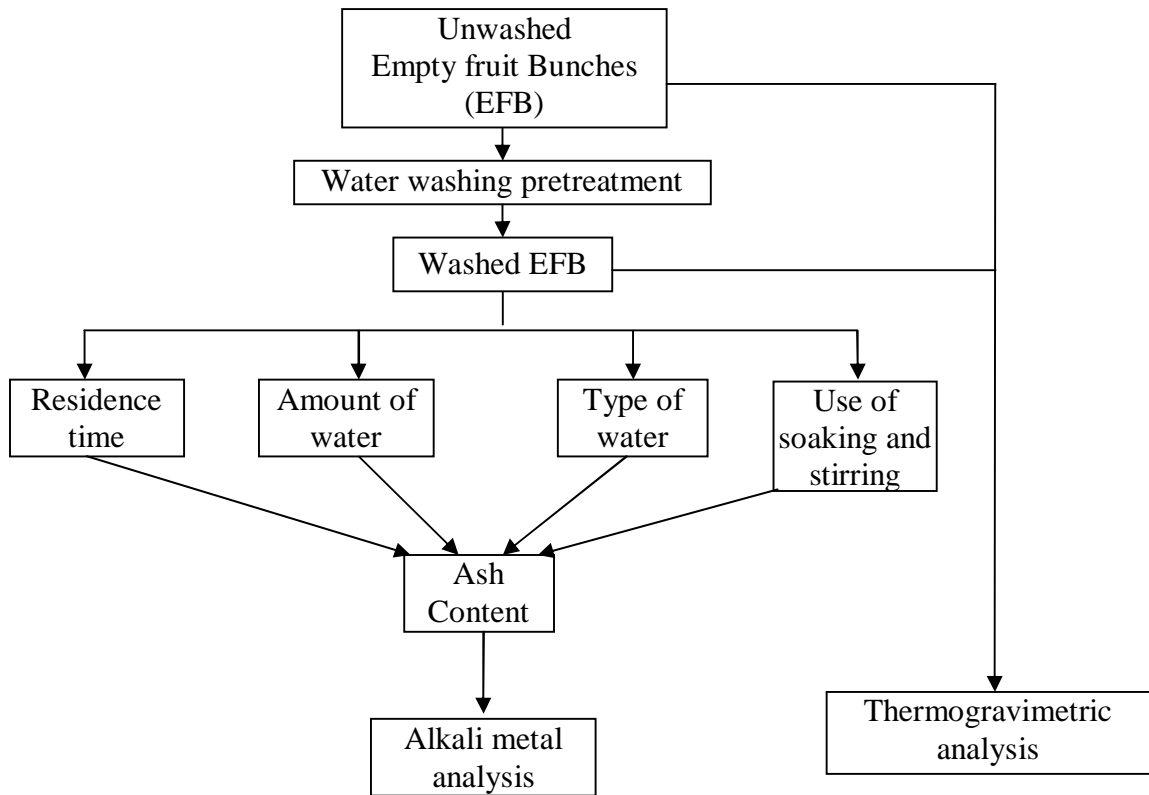 Unwashed
Empty fruit Bunches
(EFB)
Water washing pretreatment
Washed EFB
Residence
time
Amount of
water
Type of
water
Use of
soaking and
stirring
Ash
Content
Alkali metal
analysis
Thermogravimetric
analysis